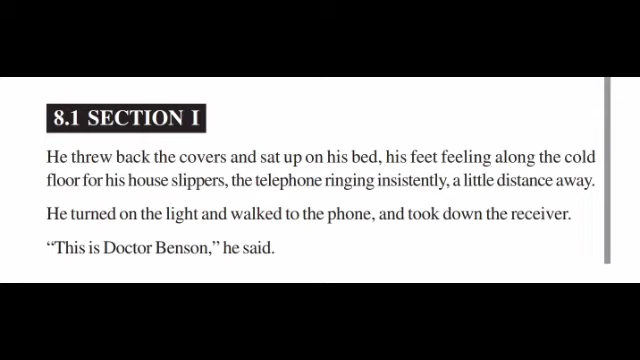 8.1 SECTION I
He threw back the covers and sat up on his bed, his feet feeling along the cold
floor for his house slippers, the telephone ringing insistently, a little distance away.
He turned on the light and walked to the phone, and took down the receiver.
“This is Doctor Benson,” he said.